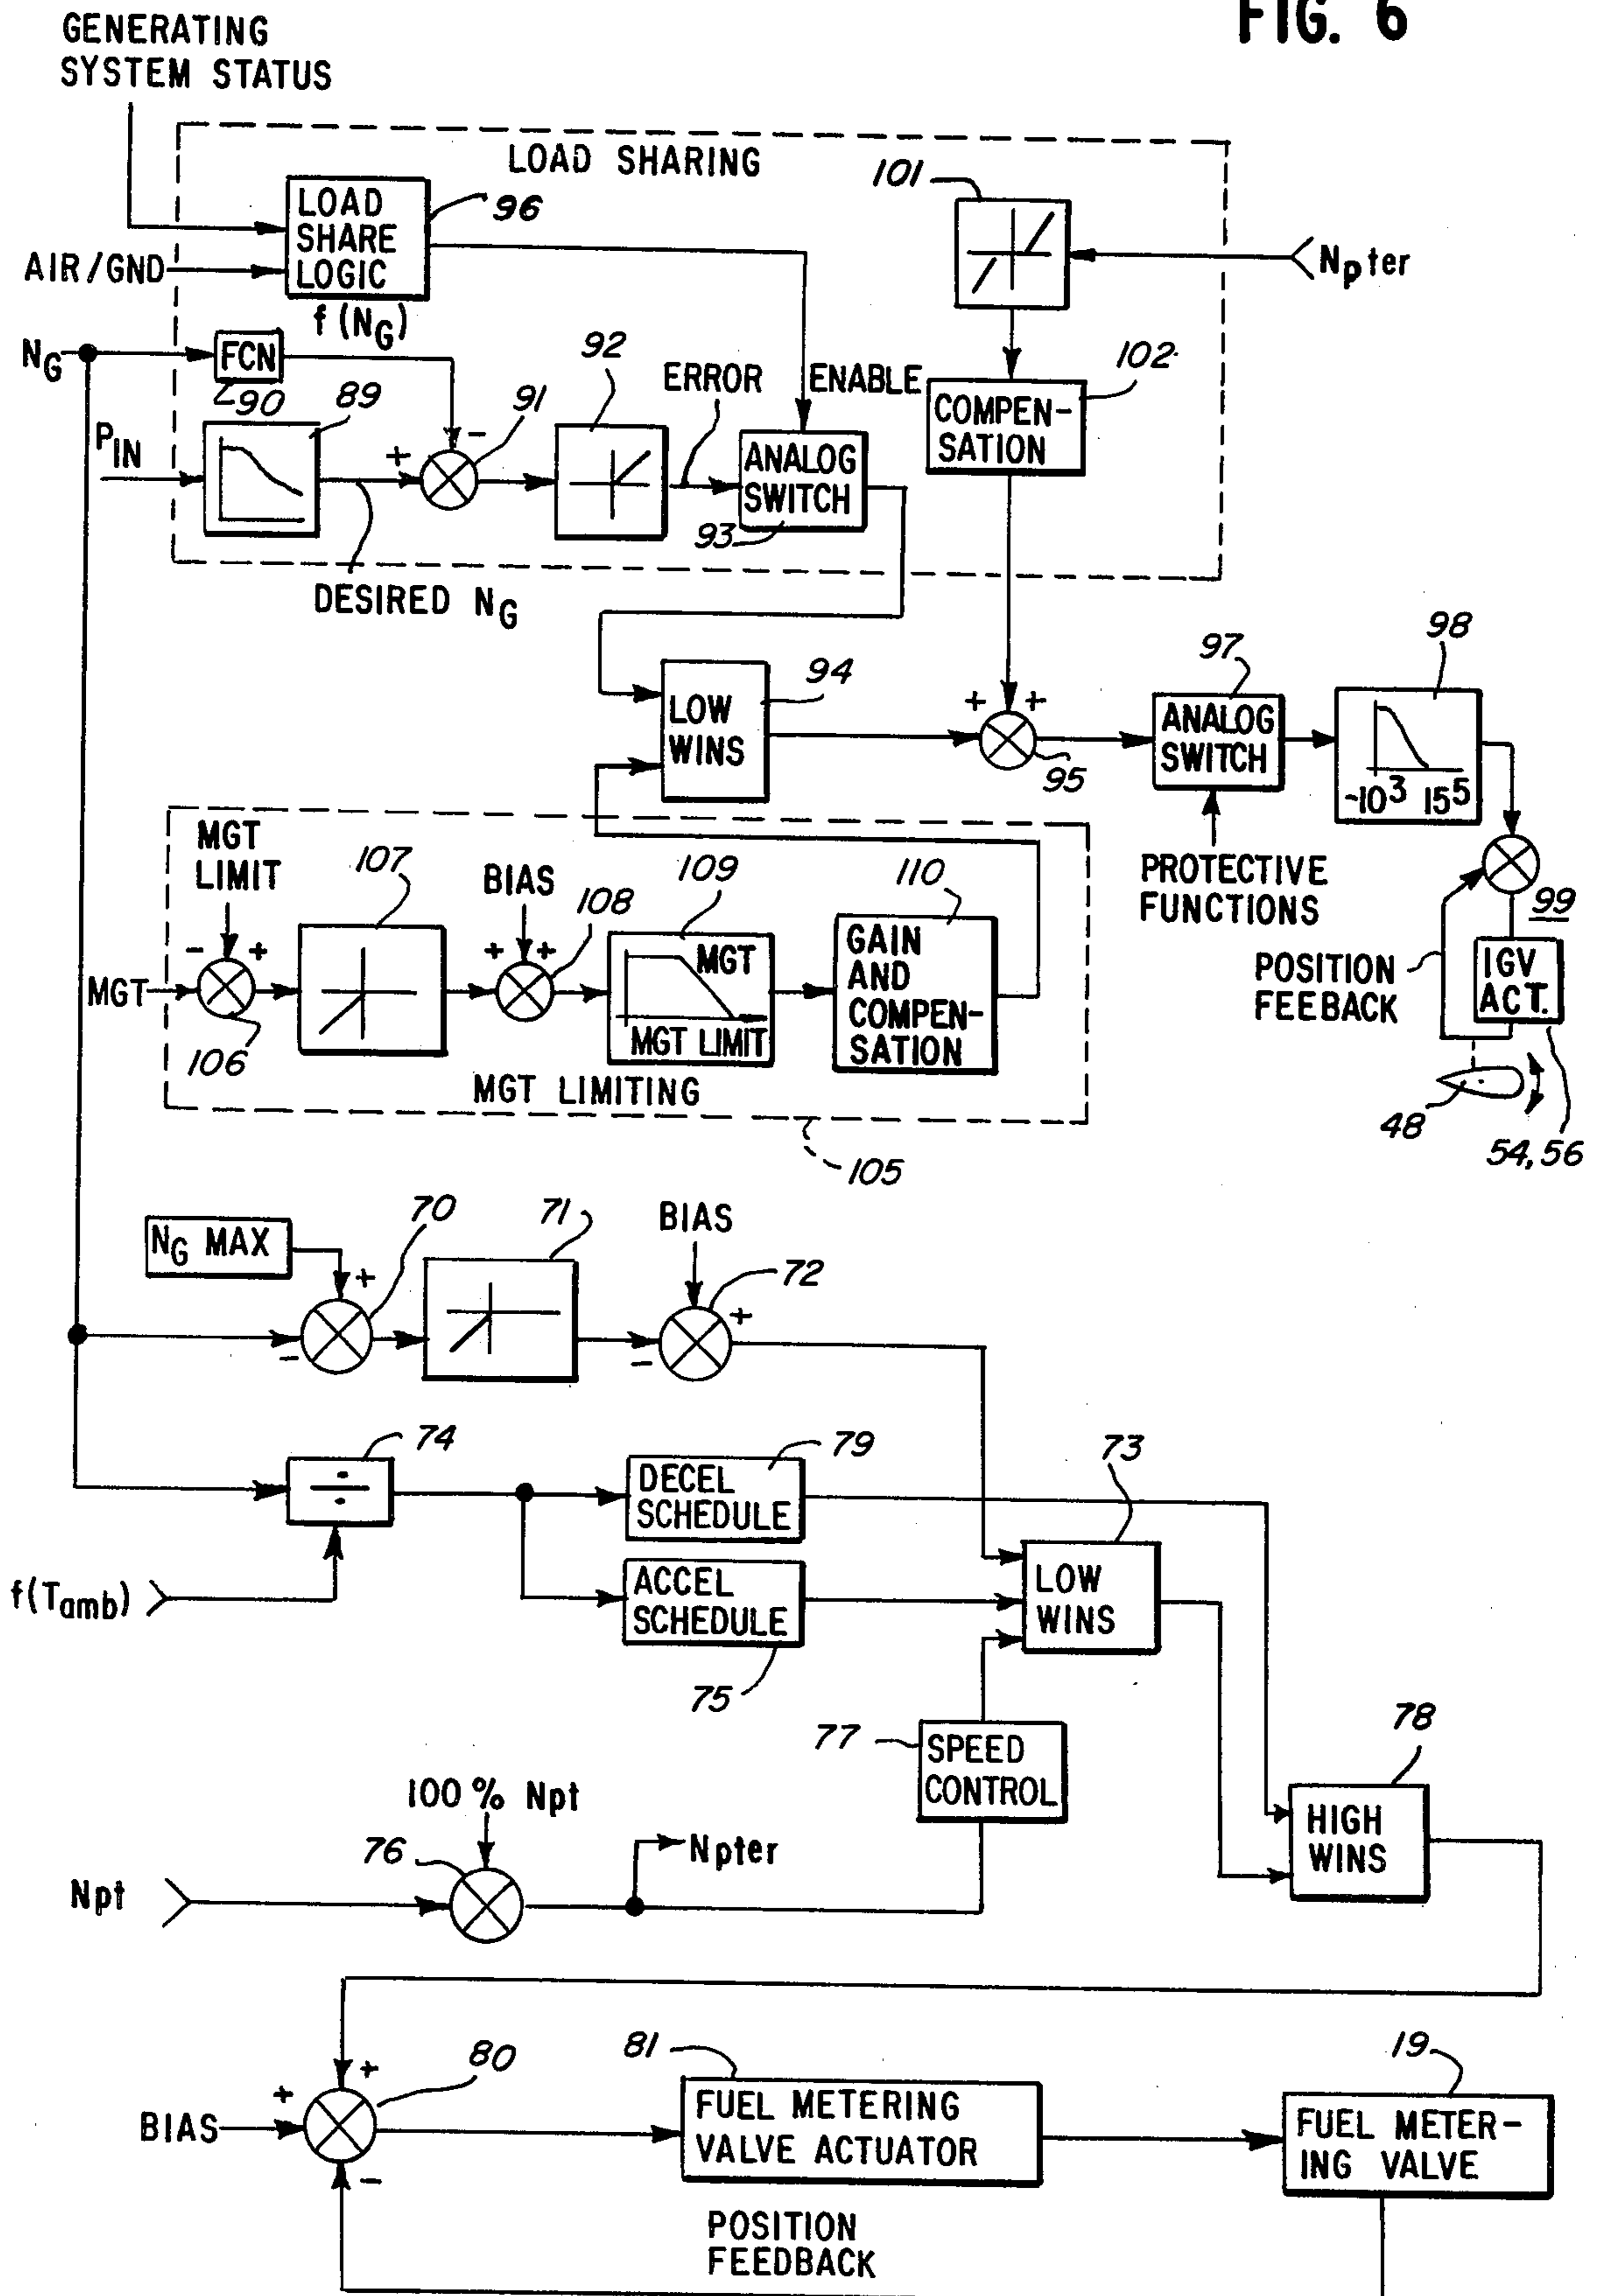 FIG. 6
GENERATING
SYSTEM STATUS
LOAD SHARING
LOAD
SHARE
LOGIC
96
101
AIR/GND
Npter
f(NG)
NG
FCN
90
89
91
92
ERROR
ENABLE
102
COMPEN-
SATION
PIN
+
-
ANALOG
SWITCH
93
DESIRED NG
LOW
WINS
94
+ +
95
97
ANALOG
SWITCH
98
-10³ 15⁵
PROTECTIVE
FUNCTIONS
99
POSITION
FEEBACK
IGV
ACT.
48
54,56
MGT
LIMIT
107
BIAS
108
109
110
- +
+ +
MGT
106
MGT
MGT LIMIT
GAIN
AND
COMPEN-
SATION
MGT LIMITING
105
NG MAX
70
71
BIAS
72
+
-
-
+
74
÷
79
DECEL
SCHEDULE
73
f(Tamb)
ACCEL
SCHEDULE
75
LOW
WINS
77
SPEED
CONTROL
78
HIGH
WINS
100% Npt
76
Npter
Npt
80
81
19
+
+
BIAS
-
FUEL METERING
VALVE ACTUATOR
FUEL METER-
ING VALVE
POSITION
FEEDBACK